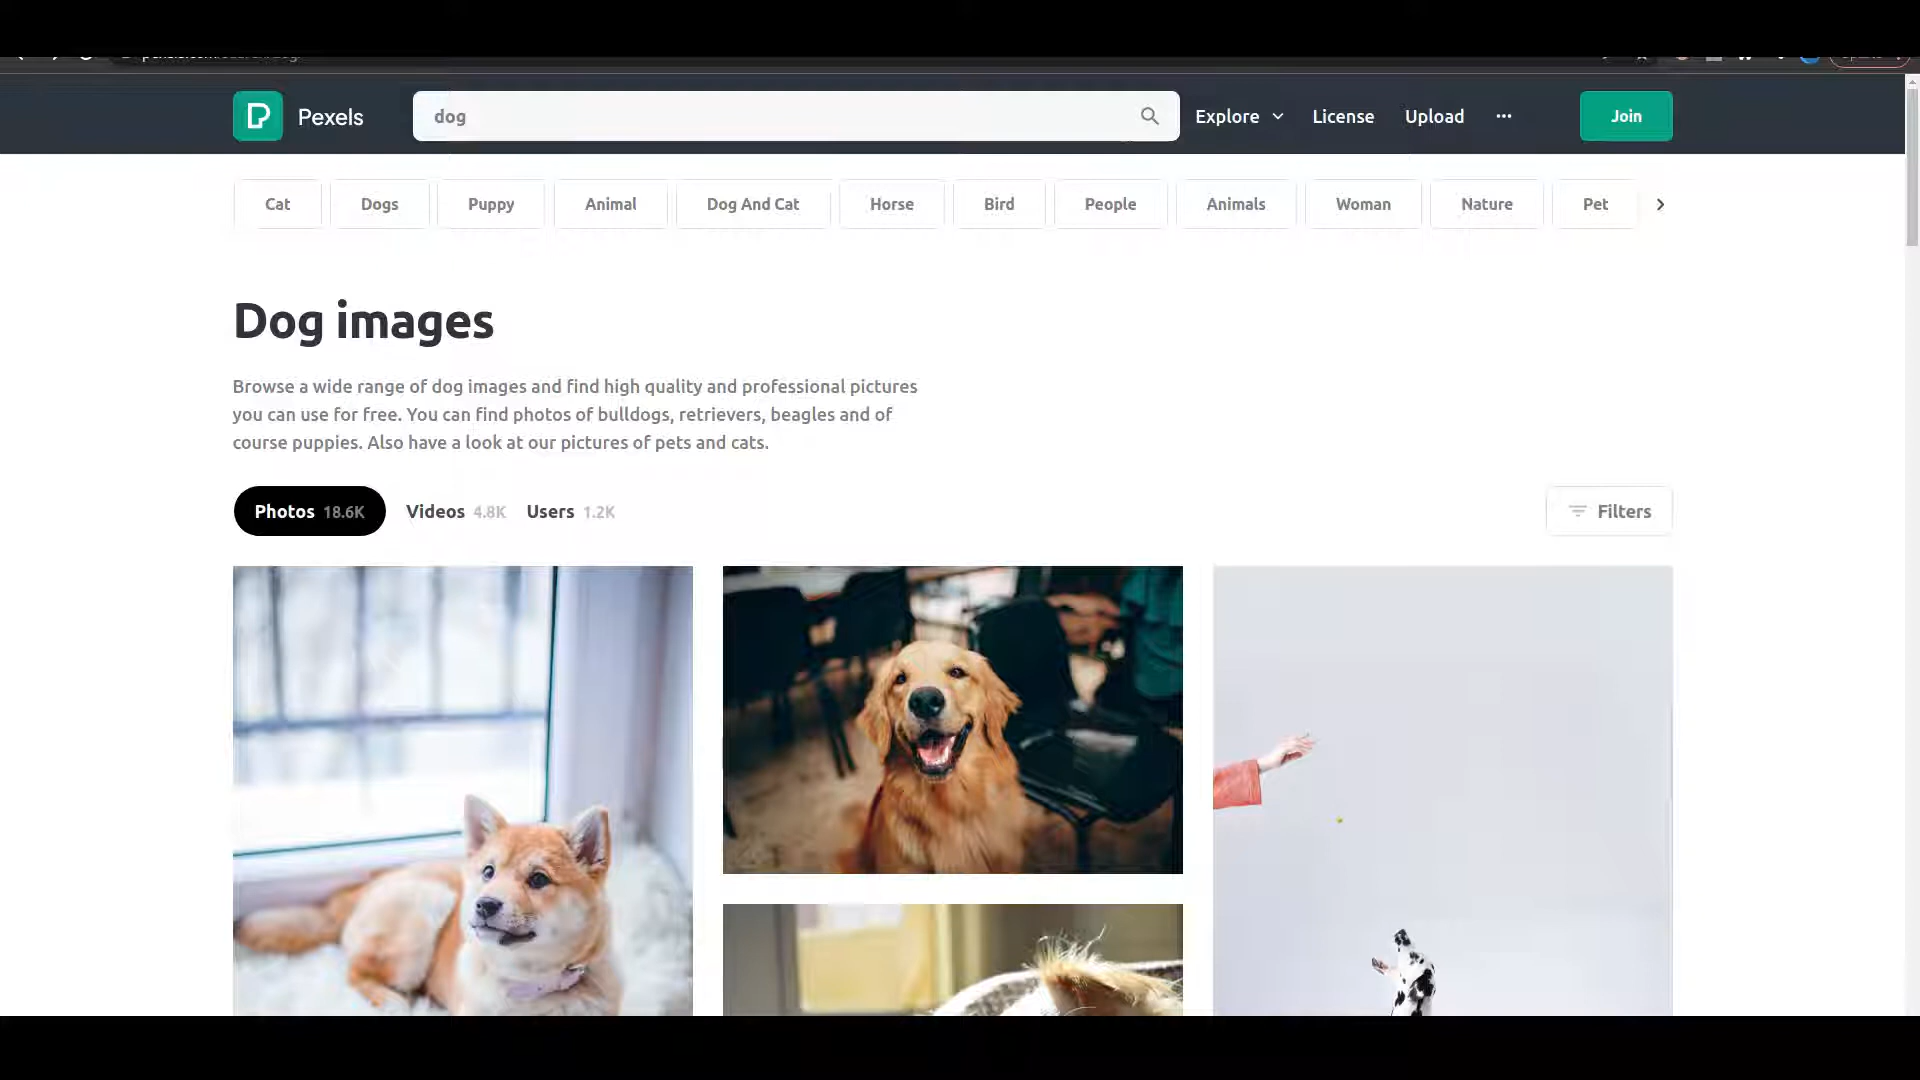 Pexels
dog
Explore
License
Upload
Join
Cat
Dogs
Puppy
Animal
Dog And Cat
Horse
Bird
People
Animals
Woman
Nature
Pet
Dog images
Browse a wide range of dog images and find high quality and professional pictures
you can use for free. You can find photos of bulldogs, retrievers, beagles and of
course puppies. Also have a look at our pictures of pets and cats.
Photos 18.6K
Videos 4.8K
Users 1.2K
Filters